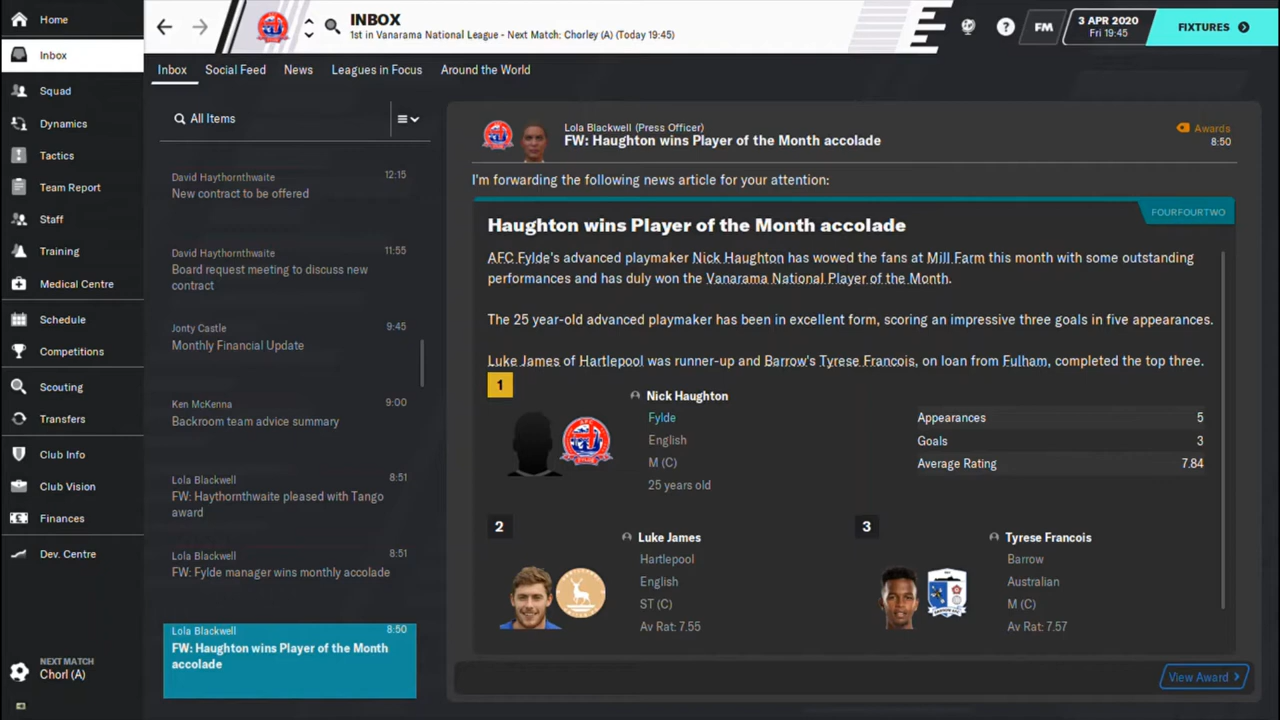 Home
Inbox
Squad
Dynamics
Tactics
Team Report
Staff
Training
Medical Centre
Schedule
Competitions
Scouting
Transfers
Club Info
Club Vision
Finances
Dev. Centre
NEXT MATCH
Chorl (A)
INBOX
1st in Vanarama National League - Next Match: Chorley (A) (Today 19:45)
FM
3 APR 2020
Fri 19:45
FIXTURES
Inbox Social Feed News Leagues in Focus Around the World
All Items
David Haythornthwaite 12:15
New contract to be offered
David Haythornthwaite 11:55
Board request meeting to discuss new
contract
Jonty Castle 9:45
Monthly Financial Update
Ken McKenna 9:00
Backroom team advice summary
Lola Blackwell 8:51
FW: Haythornthwaite pleased with Tango
award
Lola Blackwell 8:51
FW: Fylde manager wins monthly accolade
Lola Blackwell 8:50
FW: Haughton wins Player of the Month
accolade
Lola Blackwell (Press Officer)
FW: Haughton wins Player of the Month accolade
Awards
8:50
I'm forwarding the following news article for your attention:
FOURFOURTWO
Haughton wins Player of the Month accolade
AFC Fylde's advanced playmaker Nick Haughton has wowed the fans at Mill Farm this month with some outstanding
performances and has duly won the Vanarama National Player of the Month.
The 25 year-old advanced playmaker has been in excellent form, scoring an impressive three goals in five appearances.
Luke James of Hartlepool was runner-up and Barrow's Tyrese Francois, on loan from Fulham, completed the top three.
1
Nick Haughton
Fylde
English
M (C)
25 years old
Appearances 5
Goals 3
Average Rating 7.84
2
Luke James
Hartlepool
English
ST (C)
Av Rat: 7.55
3
Tyrese Francois
Barrow
Australian
M (C)
Av Rat: 7.57
View Award